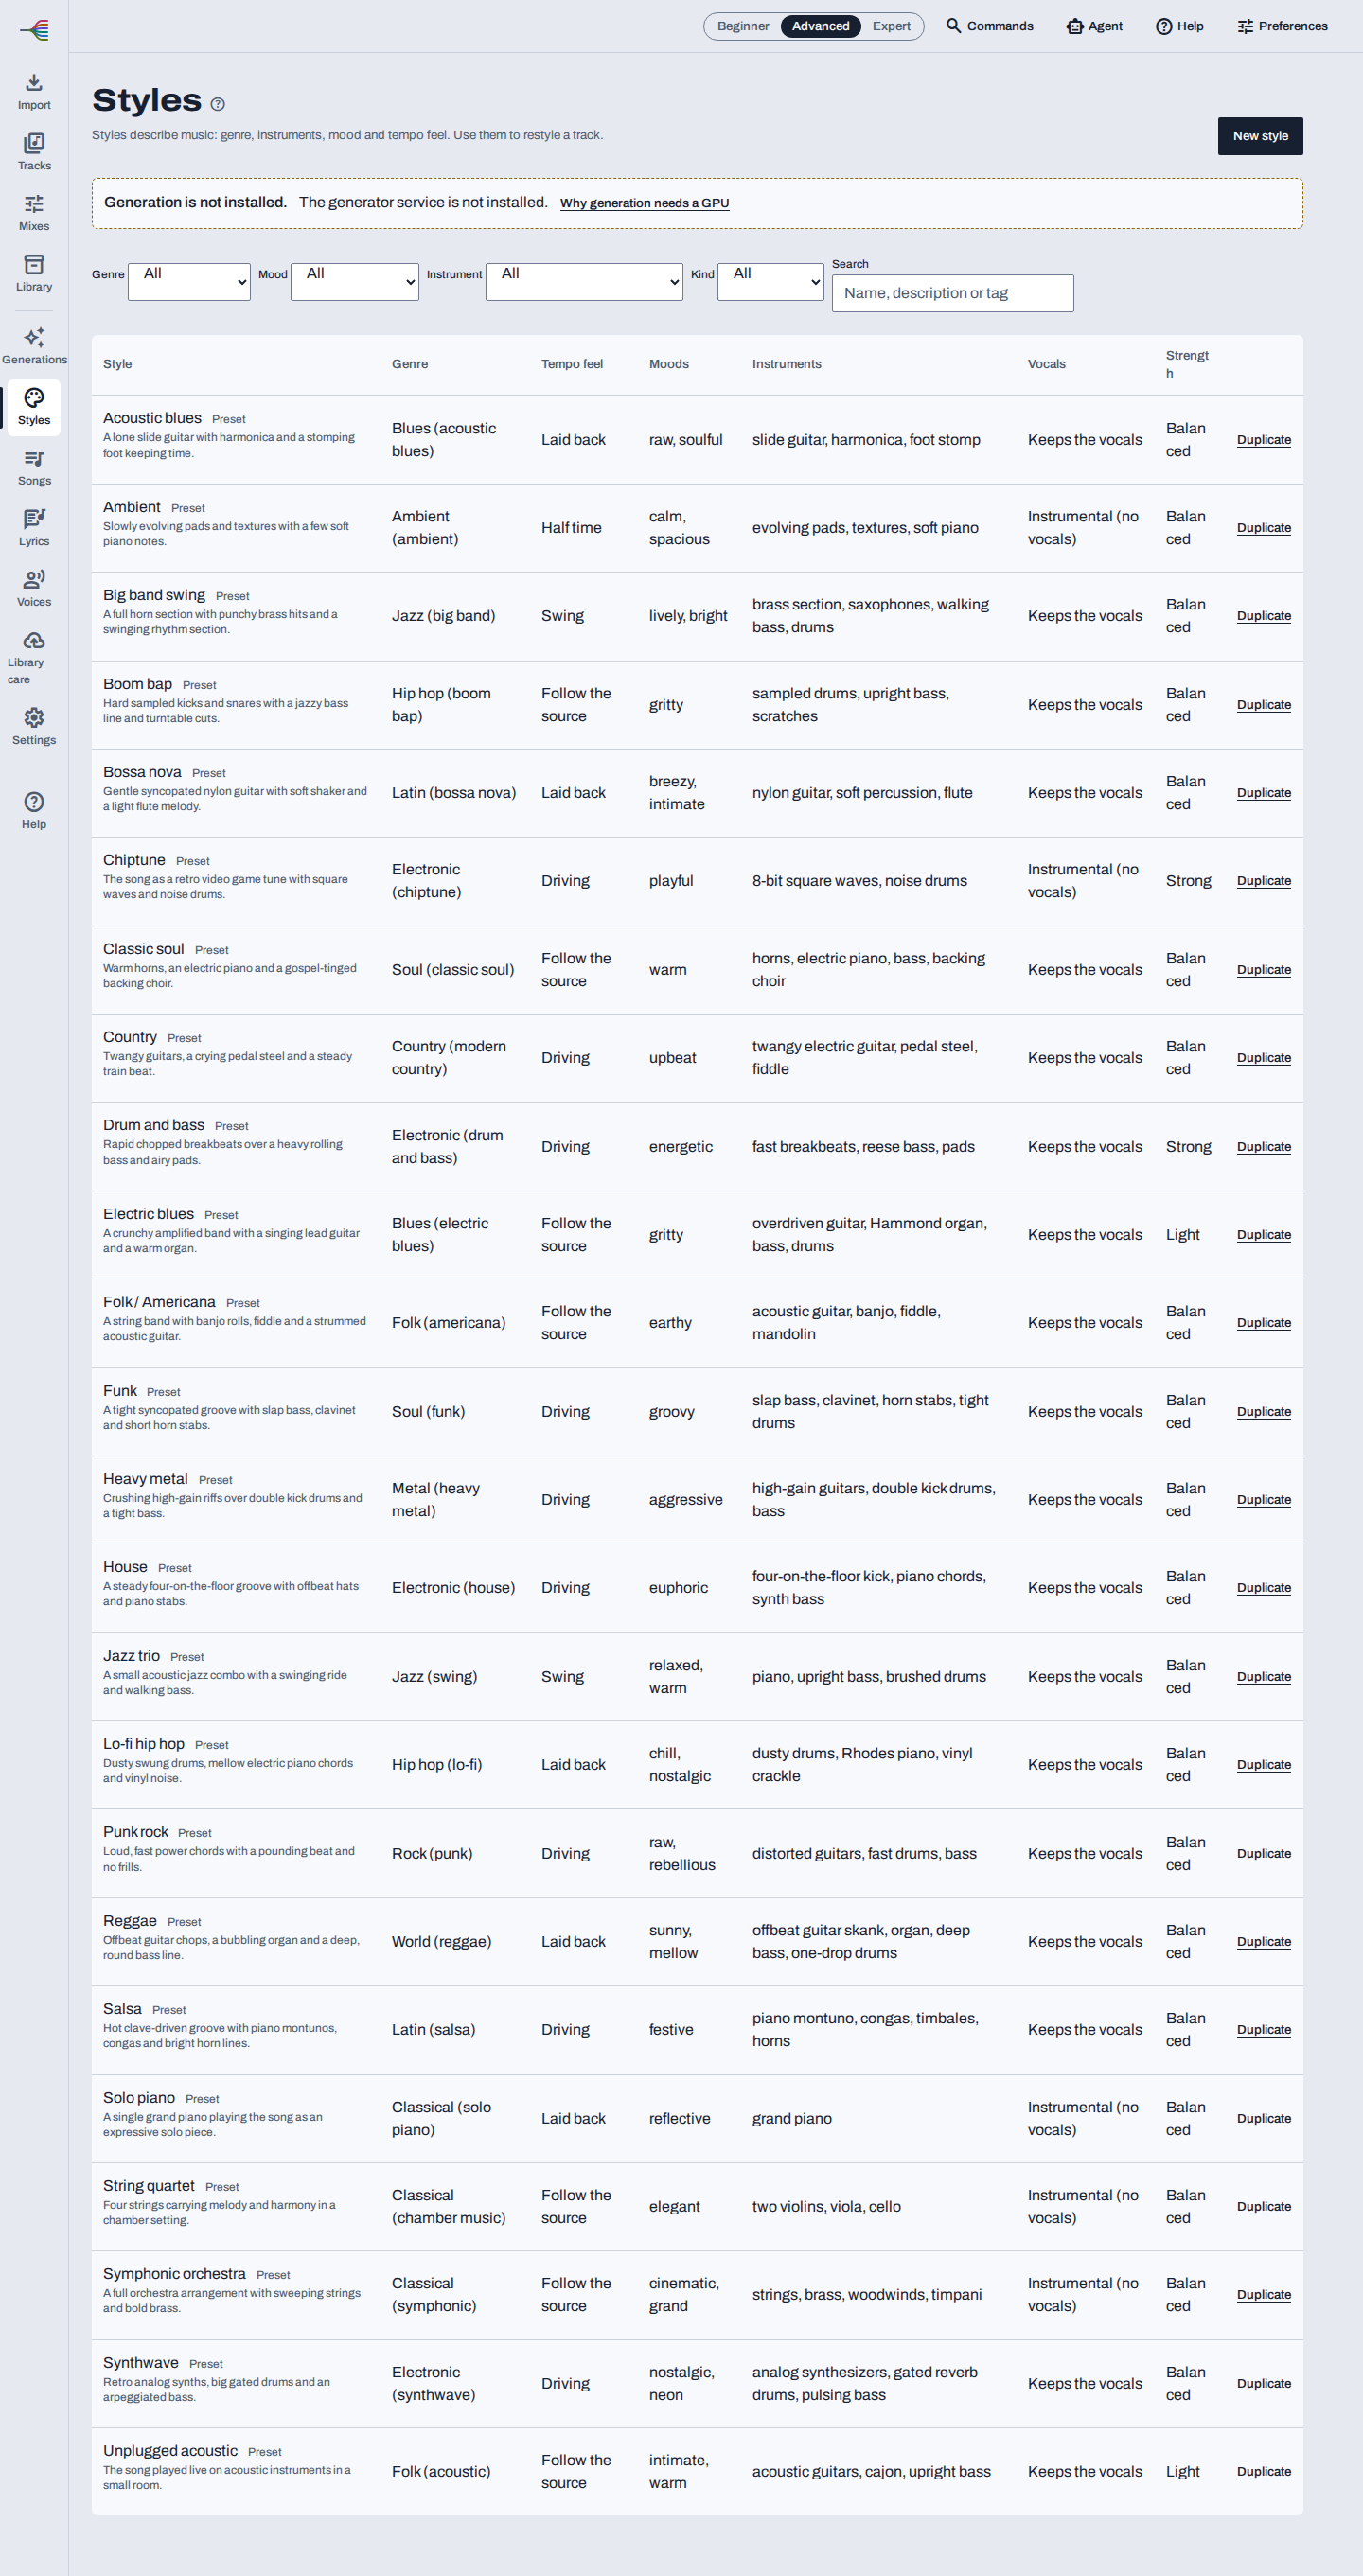 Beginner Advanced Expert Commands Agent Help Preferences
Import
Tracks
Mixes
Library
Generations
Styles
Songs
Lyrics
Voices
Library
care
Settings
Help
Styles
Styles describe music: genre, instruments, mood and tempo feel. Use them to restyle a track.
New style
Generation is not installed. The generator service is not installed. Why generation needs a GPU
Genre All Mood All Instrument All Kind All
Search
Name, description or tag
Style Genre Tempo feel Moods Instruments Vocals Strengt
h
Acoustic blues Preset
A lone slide guitar with harmonica and a stomping
foot keeping time.
Blues (acoustic
blues)
Laid back
raw, soulful
slide guitar, harmonica, foot stomp
Keeps the vocals
Balan
ced
Duplicate
Ambient Preset
Slowly evolving pads and textures with a few soft
piano notes.
Ambient
(ambient)
Half time
calm,
spacious
evolving pads, textures, soft piano
Instrumental (no
vocals)
Balan
ced
Duplicate
Big band swing Preset
A full horn section with punchy brass hits and a
swinging rhythm section.
Jazz (big band)
Swing
lively, bright
brass section, saxophones, walking
bass, drums
Keeps the vocals
Balan
ced
Duplicate
Boom bap Preset
Hard sampled kicks and snares with a jazzy bass
line and turntable cuts.
Hip hop (boom
bap)
Follow the
source
gritty
sampled drums, upright bass,
scratches
Keeps the vocals
Balan
ced
Duplicate
Bossa nova Preset
Gentle syncopated nylon guitar with soft shaker and
a light flute melody.
Latin (bossa nova)
Laid back
breezy,
intimate
nylon guitar, soft percussion, flute
Keeps the vocals
Balan
ced
Duplicate
Chiptune Preset
The song as a retro video game tune with square
waves and noise drums.
Electronic
(chiptune)
Driving
playful
8-bit square waves, noise drums
Instrumental (no
vocals)
Strong
Duplicate
Classic soul Preset
Warm horns, an electric piano and a gospel-tinged
backing choir.
Soul (classic soul)
Follow the
source
warm
horns, electric piano, bass, backing
choir
Keeps the vocals
Balan
ced
Duplicate
Country Preset
Twangy guitars, a crying pedal steel and a steady
train beat.
Country (modern
country)
Driving
upbeat
twangy electric guitar, pedal steel,
fiddle
Keeps the vocals
Balan
ced
Duplicate
Drum and bass Preset
Rapid chopped breakbeats over a heavy rolling
bass and airy pads.
Electronic (drum
and bass)
Driving
energetic
fast breakbeats, reese bass, pads
Keeps the vocals
Strong
Duplicate
Electric blues Preset
A crunchy amplified band with a singing lead guitar
and a warm organ.
Blues (electric
blues)
Follow the
source
gritty
overdriven guitar, Hammond organ,
bass, drums
Keeps the vocals
Light
Duplicate
Folk / Americana Preset
A string band with banjo rolls, fiddle and a strummed
acoustic guitar.
Folk (americana)
Follow the
source
earthy
acoustic guitar, banjo, fiddle,
mandolin
Keeps the vocals
Balan
ced
Duplicate
Funk Preset
A tight syncopated groove with slap bass, clavinet
and short horn stabs.
Soul (funk)
Driving
groovy
slap bass, clavinet, horn stabs, tight
drums
Keeps the vocals
Balan
ced
Duplicate
Heavy metal Preset
Crushing high-gain riffs over double kick drums and
a tight bass.
Metal (heavy
metal)
Driving
aggressive
high-gain guitars, double kick drums,
bass
Keeps the vocals
Balan
ced
Duplicate
House Preset
A steady four-on-the-floor groove with offbeat hats
and piano stabs.
Electronic (house)
Driving
euphoric
four-on-the-floor kick, piano chords,
synth bass
Keeps the vocals
Balan
ced
Duplicate
Jazz trio Preset
A small acoustic jazz combo with a swinging ride
and walking bass.
Jazz (swing)
Swing
relaxed,
warm
piano, upright bass, brushed drums
Keeps the vocals
Balan
ced
Duplicate
Lo-fi hip hop Preset
Dusty swung drums, mellow electric piano chords
and vinyl noise.
Hip hop (lo-fi)
Laid back
chill,
nostalgic
dusty drums, Rhodes piano, vinyl
crackle
Keeps the vocals
Balan
ced
Duplicate
Punk rock Preset
Loud, fast power chords with a pounding beat and
no frills.
Rock (punk)
Driving
raw,
rebellious
distorted guitars, fast drums, bass
Keeps the vocals
Balan
ced
Duplicate
Reggae Preset
Offbeat guitar chops, a bubbling organ and a deep,
round bass line.
World (reggae)
Laid back
sunny,
mellow
offbeat guitar skank, organ, deep
bass, one-drop drums
Keeps the vocals
Balan
ced
Duplicate
Salsa Preset
Hot clave-driven groove with piano montunos,
congas and bright horn lines.
Latin (salsa)
Driving
festive
piano montuno, congas, timbales,
horns
Keeps the vocals
Balan
ced
Duplicate
Solo piano Preset
A single grand piano playing the song as an
expressive solo piece.
Classical (solo
piano)
Laid back
reflective
grand piano
Instrumental (no
vocals)
Balan
ced
Duplicate
String quartet Preset
Four strings carrying melody and harmony in a
chamber setting.
Classical
(chamber music)
Follow the
source
elegant
two violins, viola, cello
Instrumental (no
vocals)
Balan
ced
Duplicate
Symphonic orchestra Preset
A full orchestra arrangement with sweeping strings
and bold brass.
Classical
(symphonic)
Follow the
source
cinematic,
grand
strings, brass, woodwinds, timpani
Instrumental (no
vocals)
Balan
ced
Duplicate
Synthwave Preset
Retro analog synths, big gated drums and an
arpeggiated bass.
Electronic
(synthwave)
Driving
nostalgic,
neon
analog synthesizers, gated reverb
drums, pulsing bass
Keeps the vocals
Balan
ced
Duplicate
Unplugged acoustic Preset
The song played live on acoustic instruments in a
small room.
Folk (acoustic)
Follow the
source
intimate,
warm
acoustic guitars, cajon, upright bass
Keeps the vocals
Light
Duplicate